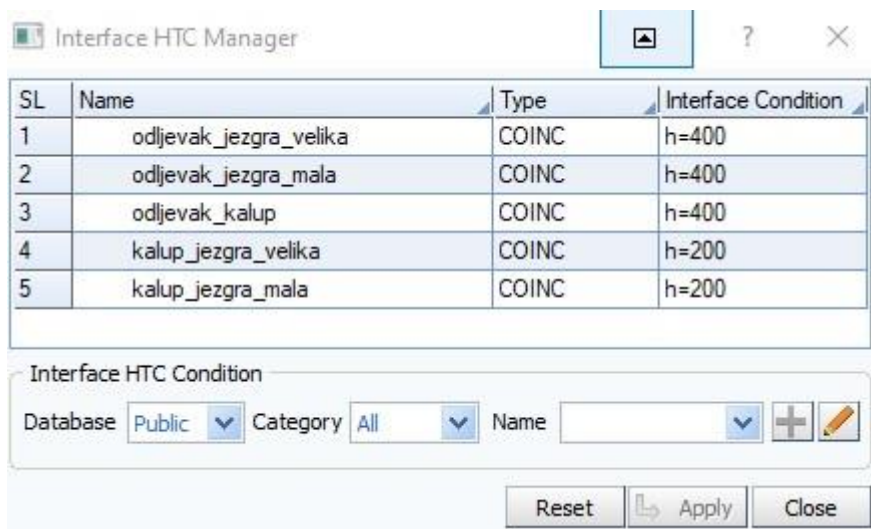 Interface HTC Manager ?
SL Name Type Interface Condition
1 odljevak_jezgra_velika COINC h=400
2 odljevak_jezgra_mala COINC h=400
3 odljevak_kalup COINC h=400
4 kalup_jezgra_velika COINC h=200
5 kalup_jezgra_mala COINC h=200
Interface HTC Condition
Database Public Category All Name
Reset Apply Close